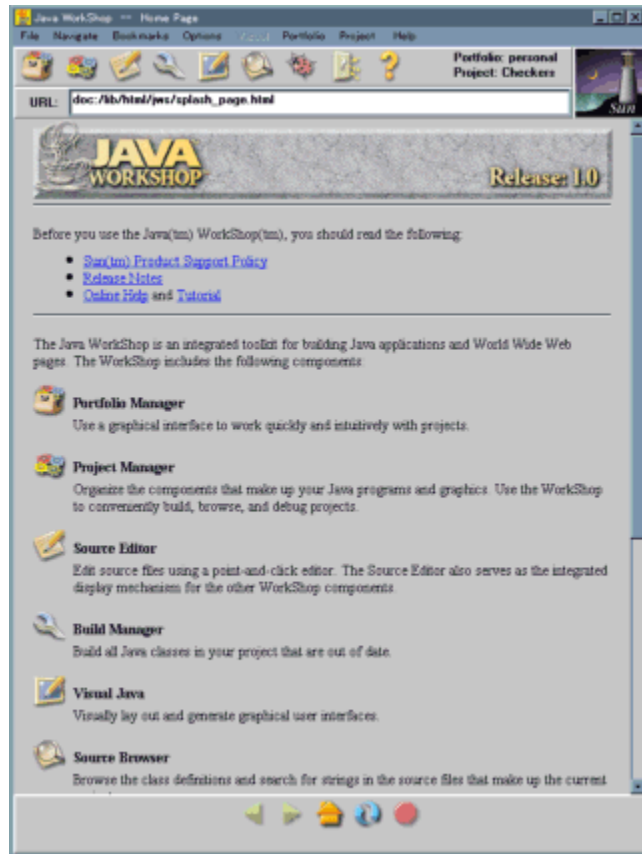 Java WorkShop -- Home Page
File Navigate Bookmarks Options Visual Portfolio Project Help
Portfolio: personal
Project: Checkers
URL: doc:/lib/html/jws/splash_page.html
Sun
JAVA
WORKSHOP
Release: 1.0
Before you use the Java(tm) WorkShop(tm), you should read the following:
Sun(tm) Product Support Policy
Release Notes
Online Help and Tutorial
The Java WorkShop is an integrated toolkit for building Java applications and World Wide Web
pages. The WorkShop includes the following components:
Portfolio Manager
Use a graphical interface to work quickly and intuitively with projects.
Project Manager
Organize the components that make up your Java programs and graphics. Use the WorkShop
to conveniently build, browse, and debug projects.
Source Editor
Edit source files using a point-and-click editor. The Source Editor also serves as the integrated
display mechanism for the other WorkShop components.
Build Manager
Build all Java classes in your project that are out of date.
Visual Java
Visually lay out and generate graphical user interfaces.
Source Browser
Browse the class definitions and search for strings in the source files that make up the current